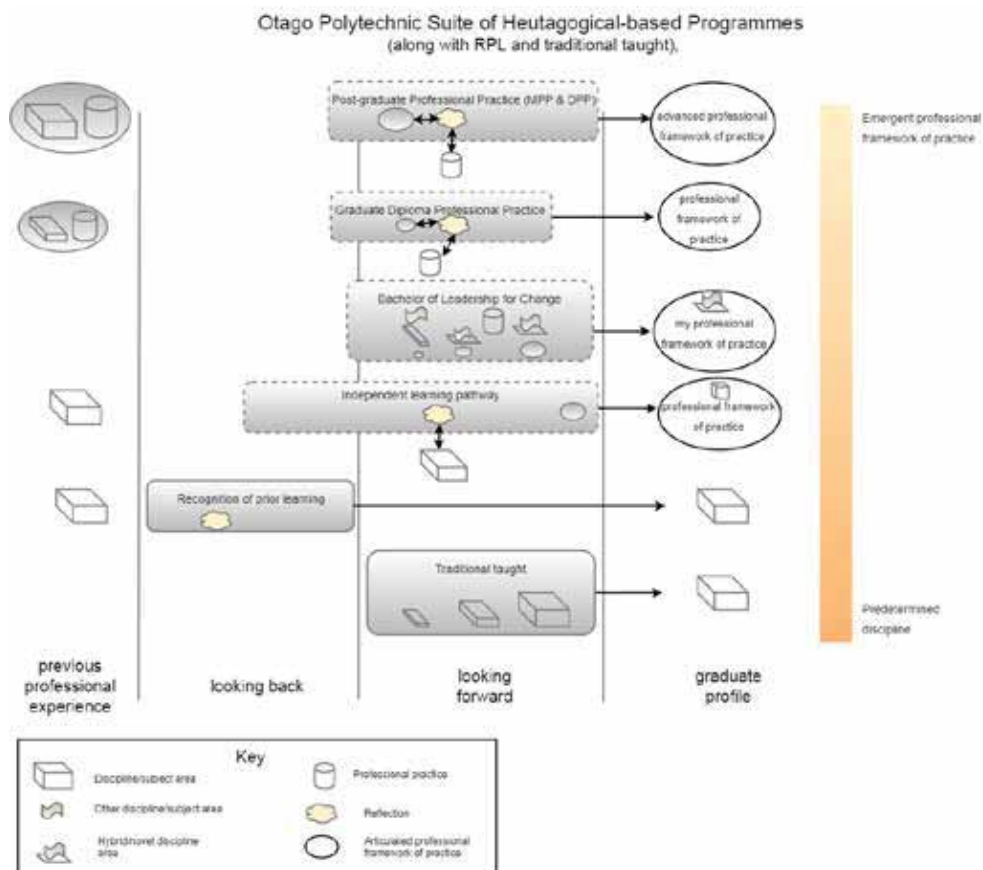 Otago Polytechnic Suite of Heutagogical-based Programmes
(along with RPL and traditional taught),
Post-graduate Professional Practice (MPP & DPP)
advanced professional
framework of practice
Emergent professional
framework of practice
Graduate Diploma Professional Practice
professional
framework of
practice
Bachelor of Leadership for Change
my professional
framework of practice
Independent learning pathway
professional framework
of practice
Recognition of prior learning
Traditional taught
Predetermined
discipline
previous
professional
experience
looking back
looking
forward
graduate
profile
Key
Discipline/subject area
Professional practice
Other discipline/subject area
Reflection
Hybrid/novel discipline
area
Articulated professional
framework of practice